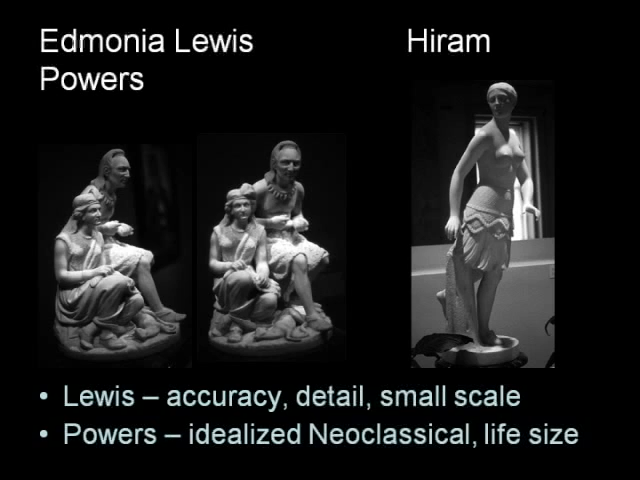 Edmonia Lewis Hiram
Powers
• Lewis – accuracy, detail, small scale
• Powers – idealized Neoclassical, life size